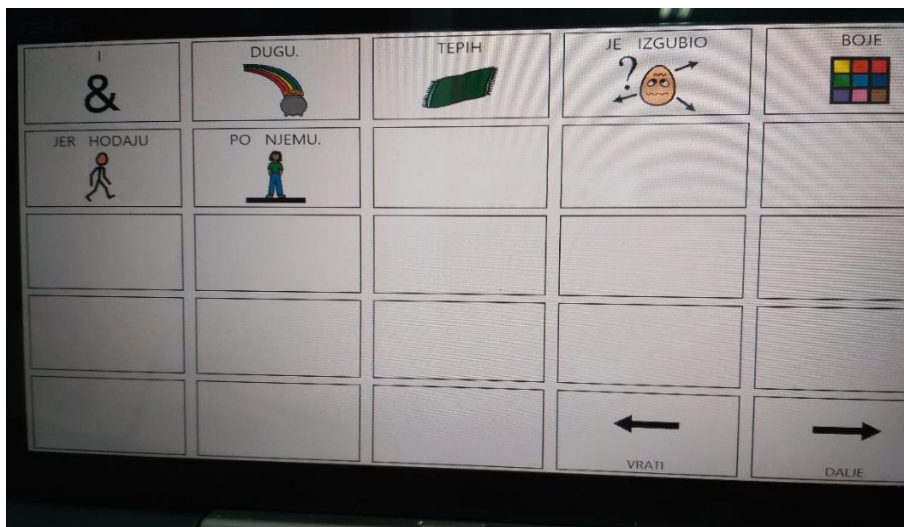 I
DUGU.
TEPIH
JE IZGUBIO
BOJE
&
?
JER HODAJU
PO NJEMU.
VRATI
DALJE